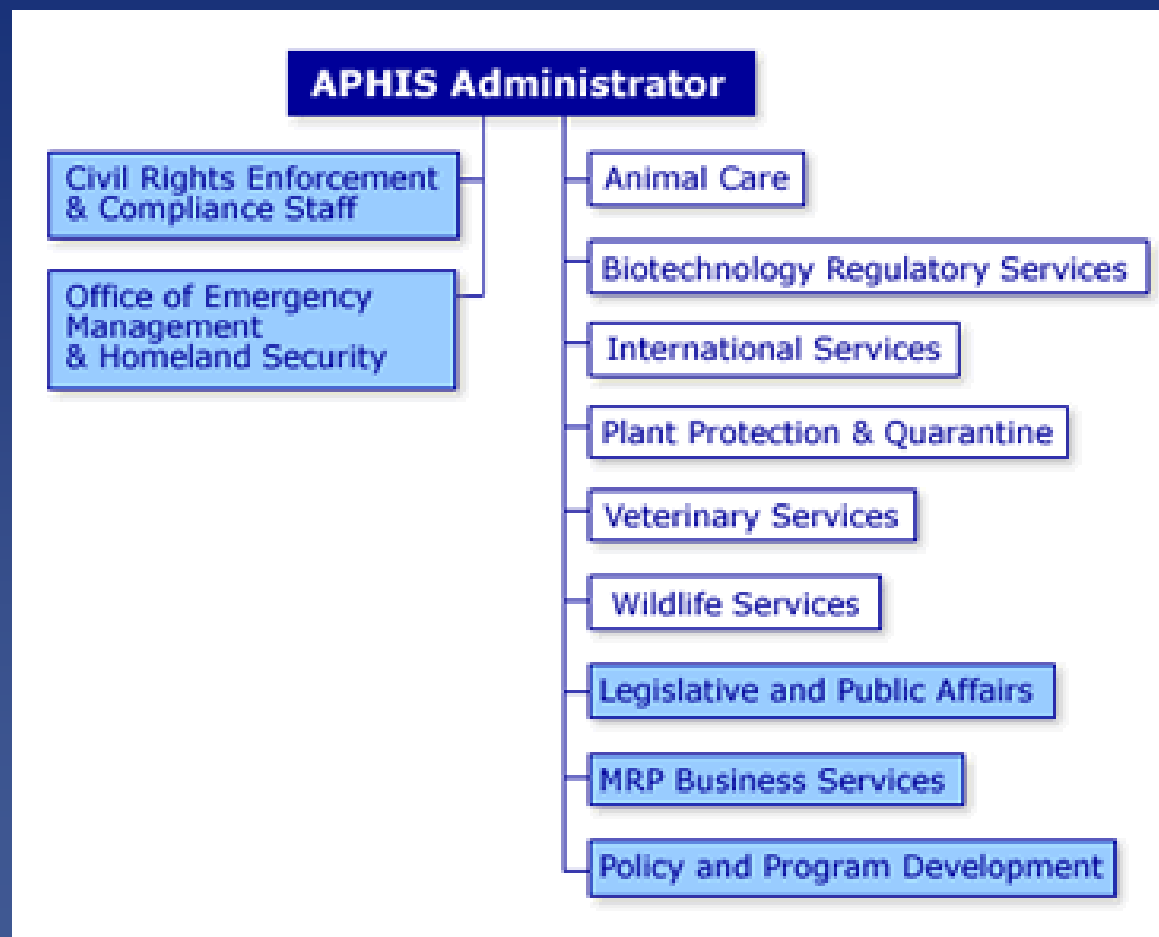 APHIS Administrator
Civil Rights Enforcement
& Compliance Staff
Office of Emergency
Management
& Homeland Security
Animal Care
Biotechnology Regulatory Services
International Services
Plant Protection & Quarantine
Veterinary Services
Wildlife Services
Legislative and Public Affairs
MRP Business Services
Policy and Program Development